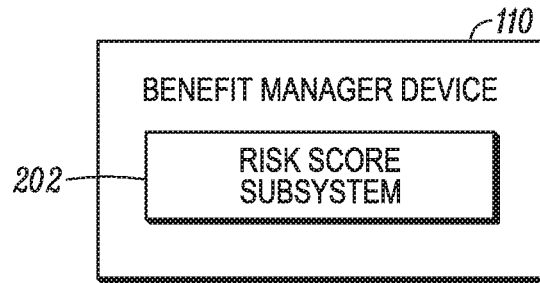 110
BENEFIT MANAGER DEVICE
202
RISK SCORE
SUBSYSTEM